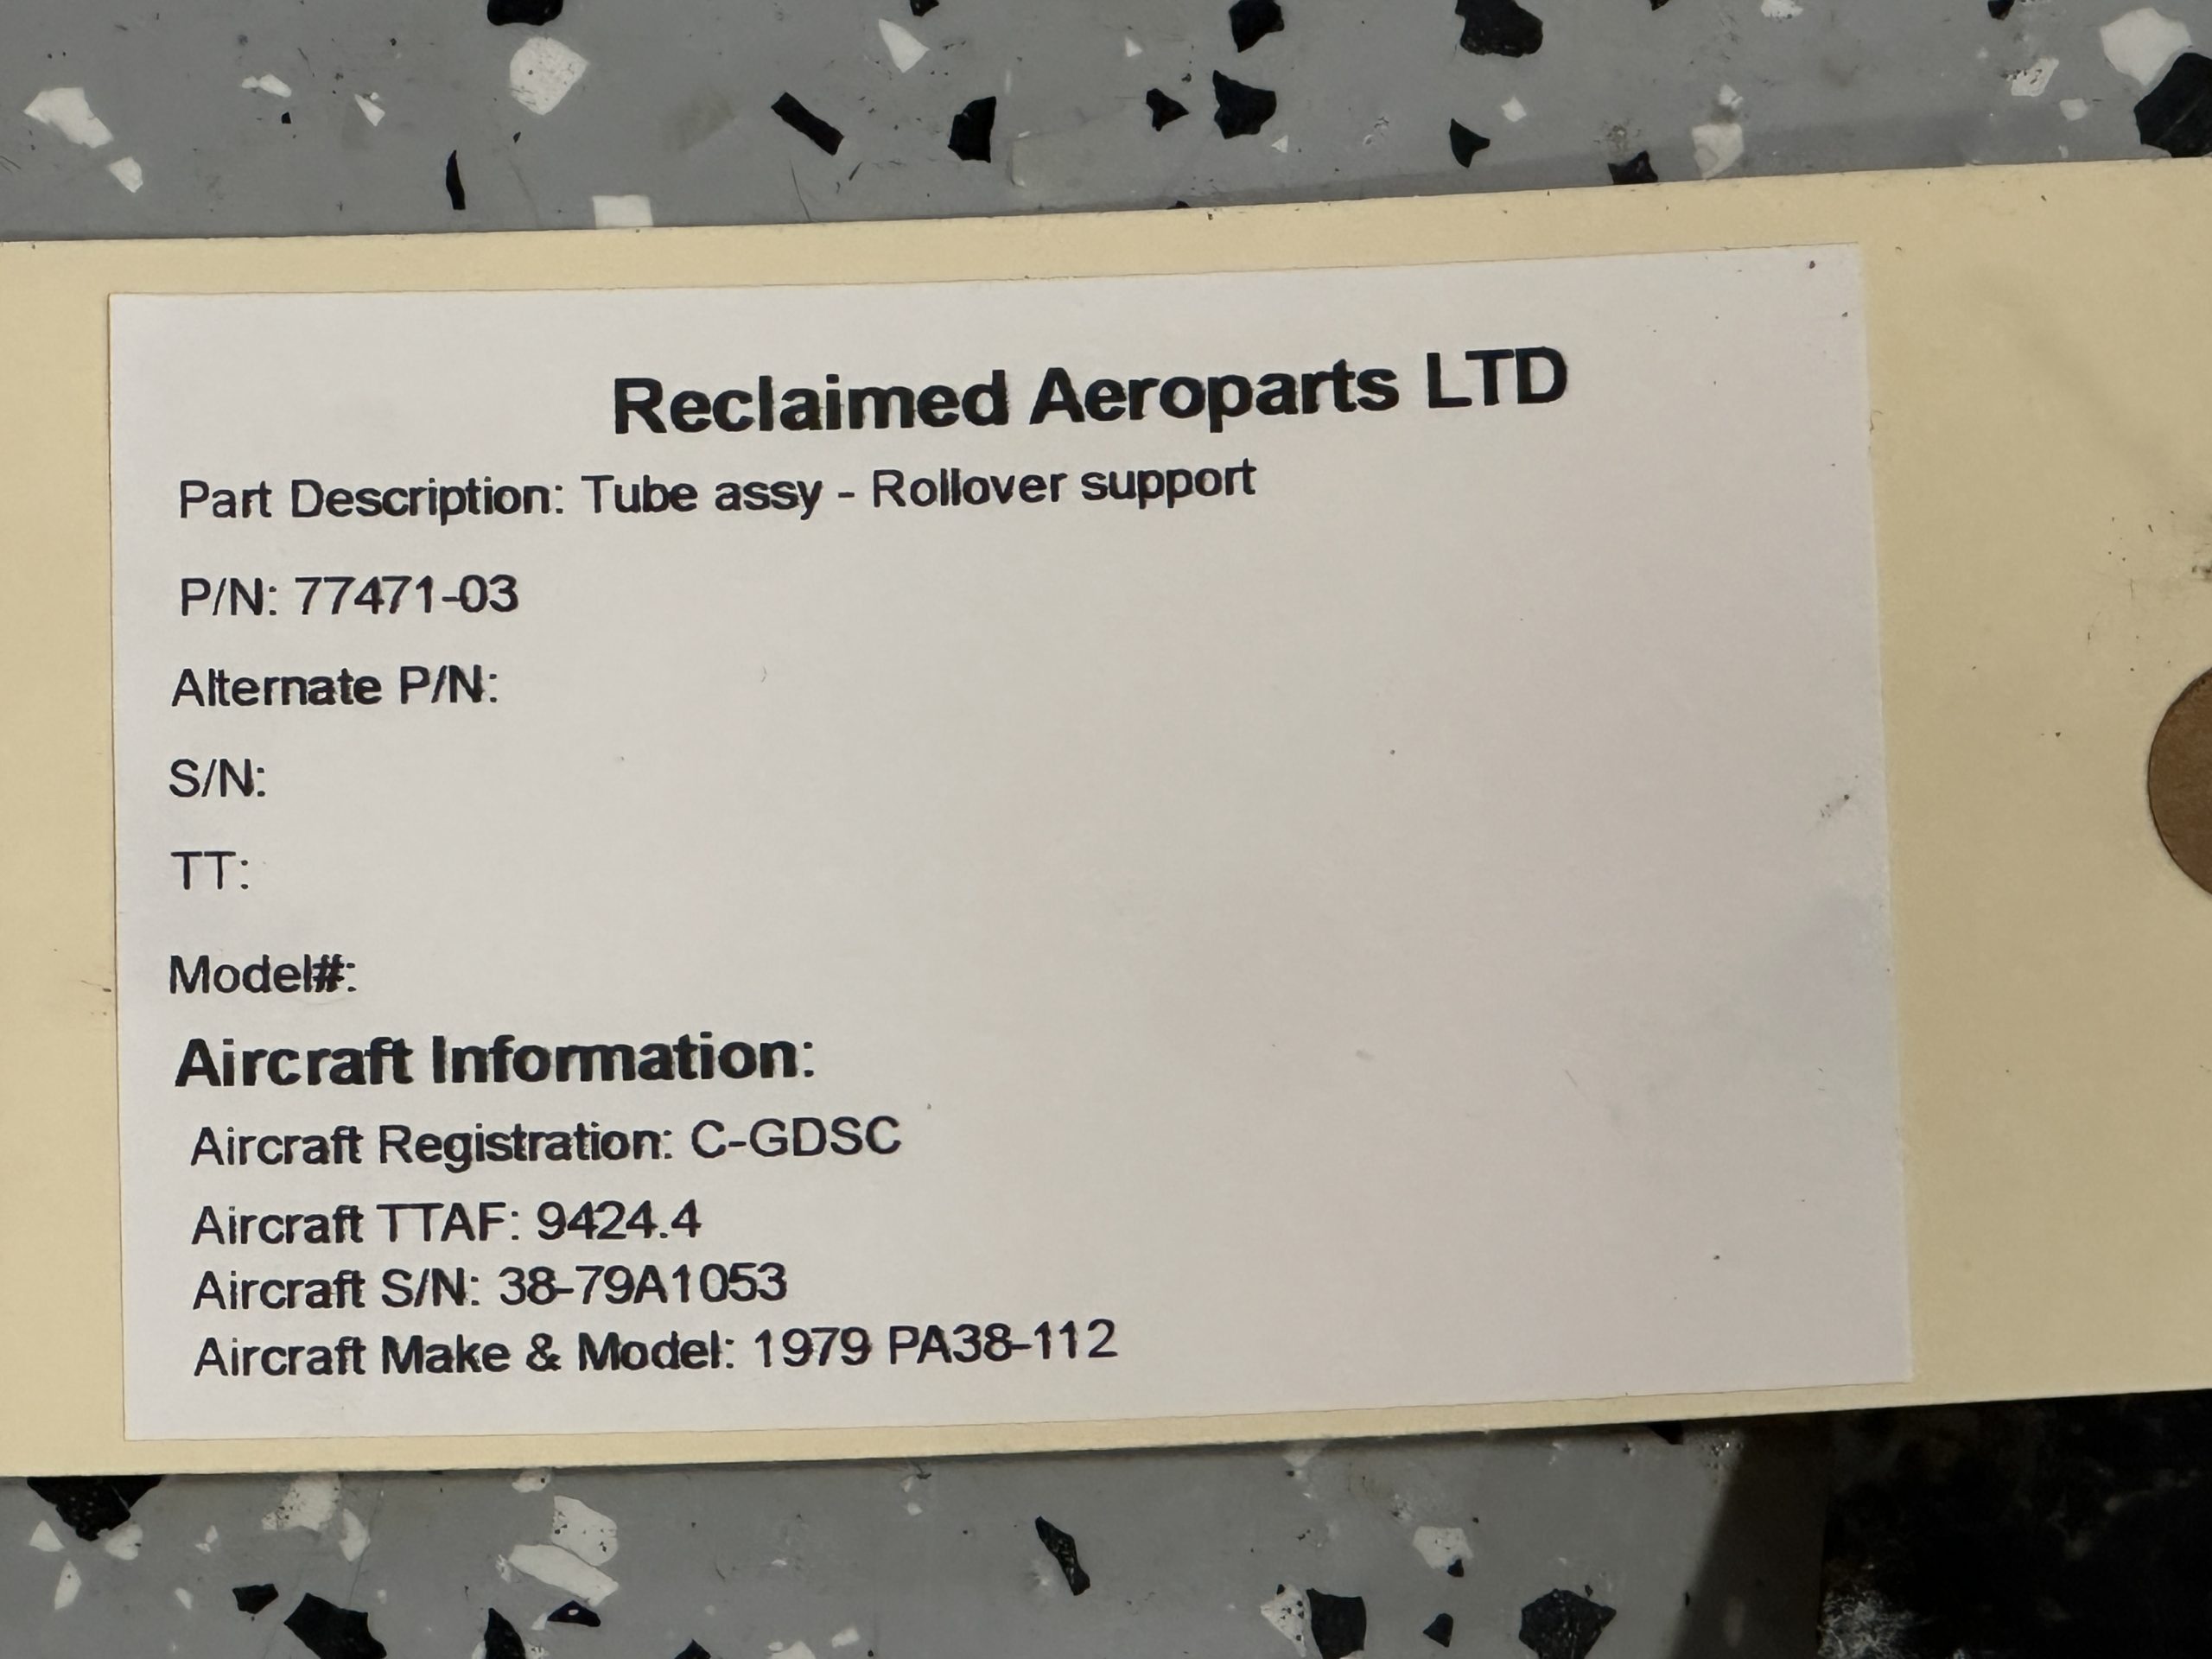 Reclaimed Aeroparts LTD
Part Description: Tube assy - Rollover support
P/N: 77471-03
Alternate P/N:
S/N:
TT:
Model#:
Aircraft Information:
Aircraft Registration: C-GDSC
Aircraft TTAF: 9424.4
Aircraft S/N: 38-79A1053
Aircraft Make & Model: 1979 PA38-112